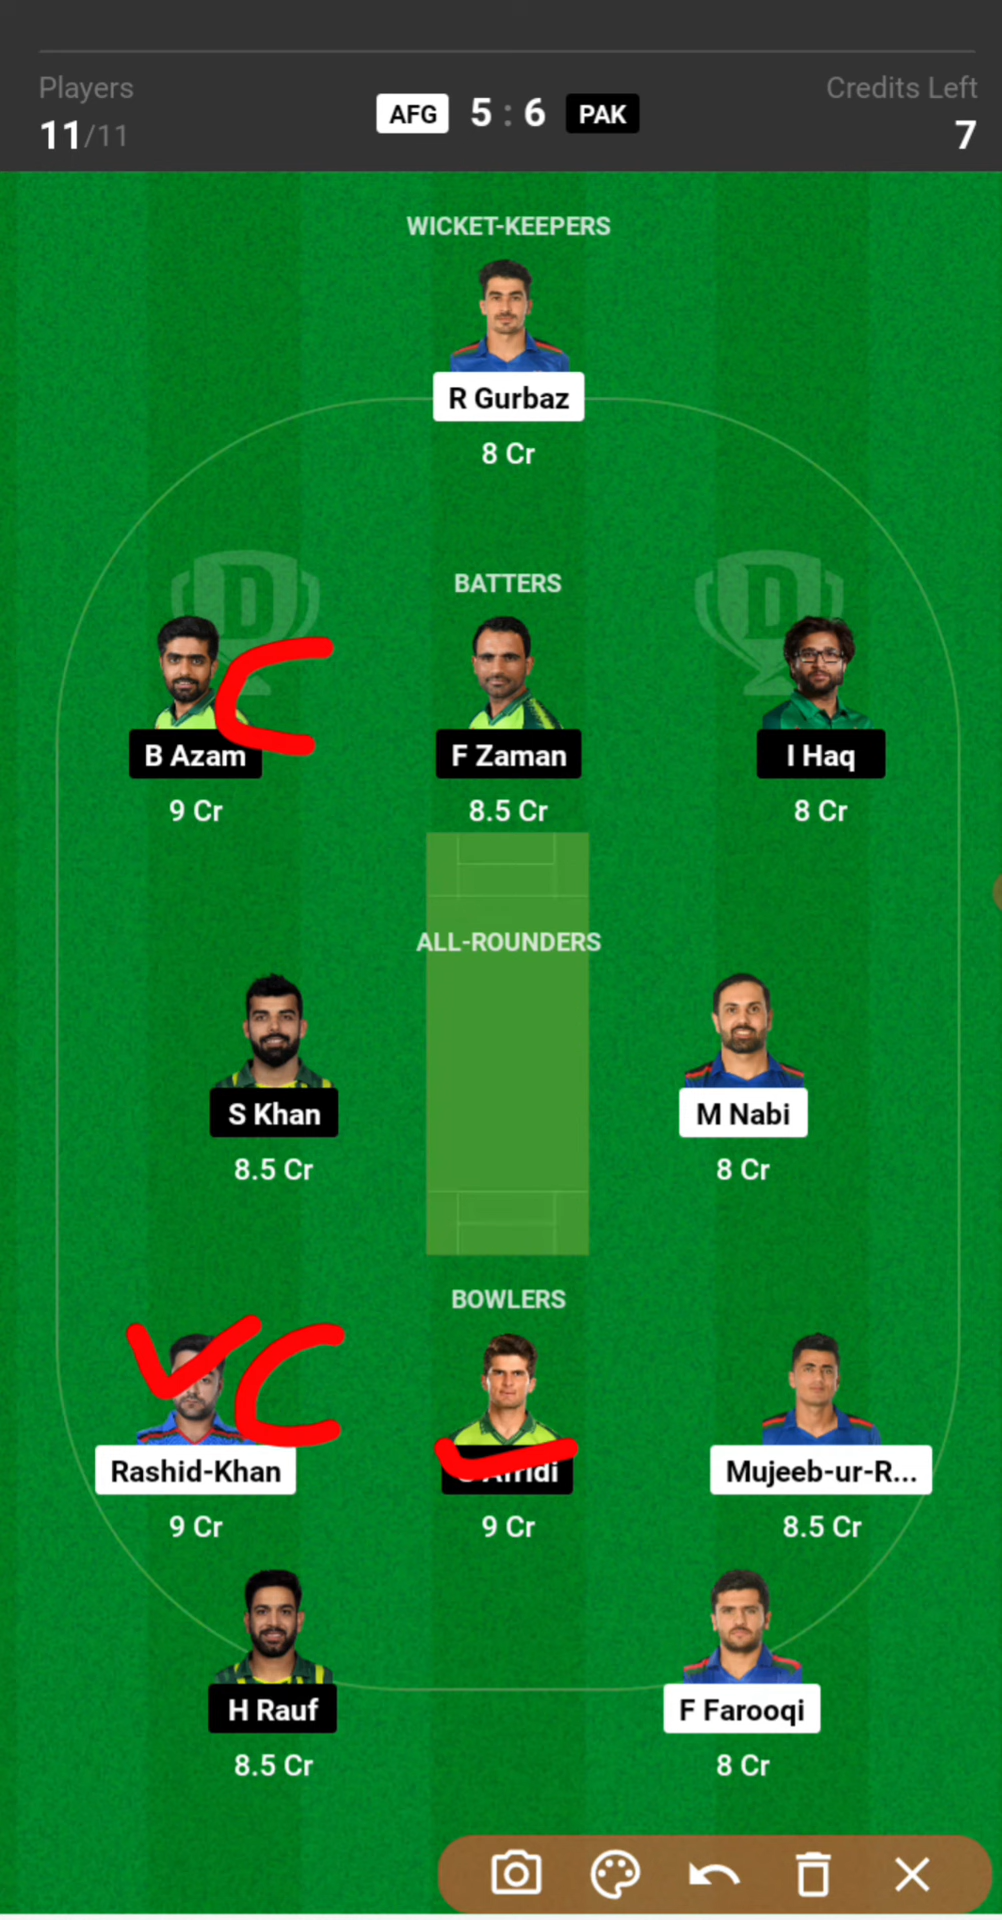 Players
Credits Left
11/11
AFG 5 : 6 PAK
7
WICKET-KEEPERS
R Gurbaz
8 Cr
BATTERS
B Azam
F Zaman
I Haq
9 Cr
8.5 Cr
8 Cr
ALL-ROUNDERS
S Khan
M Nabi
8.5 Cr
8 Cr
BOWLERS
Rashid-Khan
S Afridi
Mujeeb-ur-R...
9 Cr
9 Cr
8.5 Cr
H Rauf
F Farooqi
8.5 Cr
8 Cr
C
VC
D
D